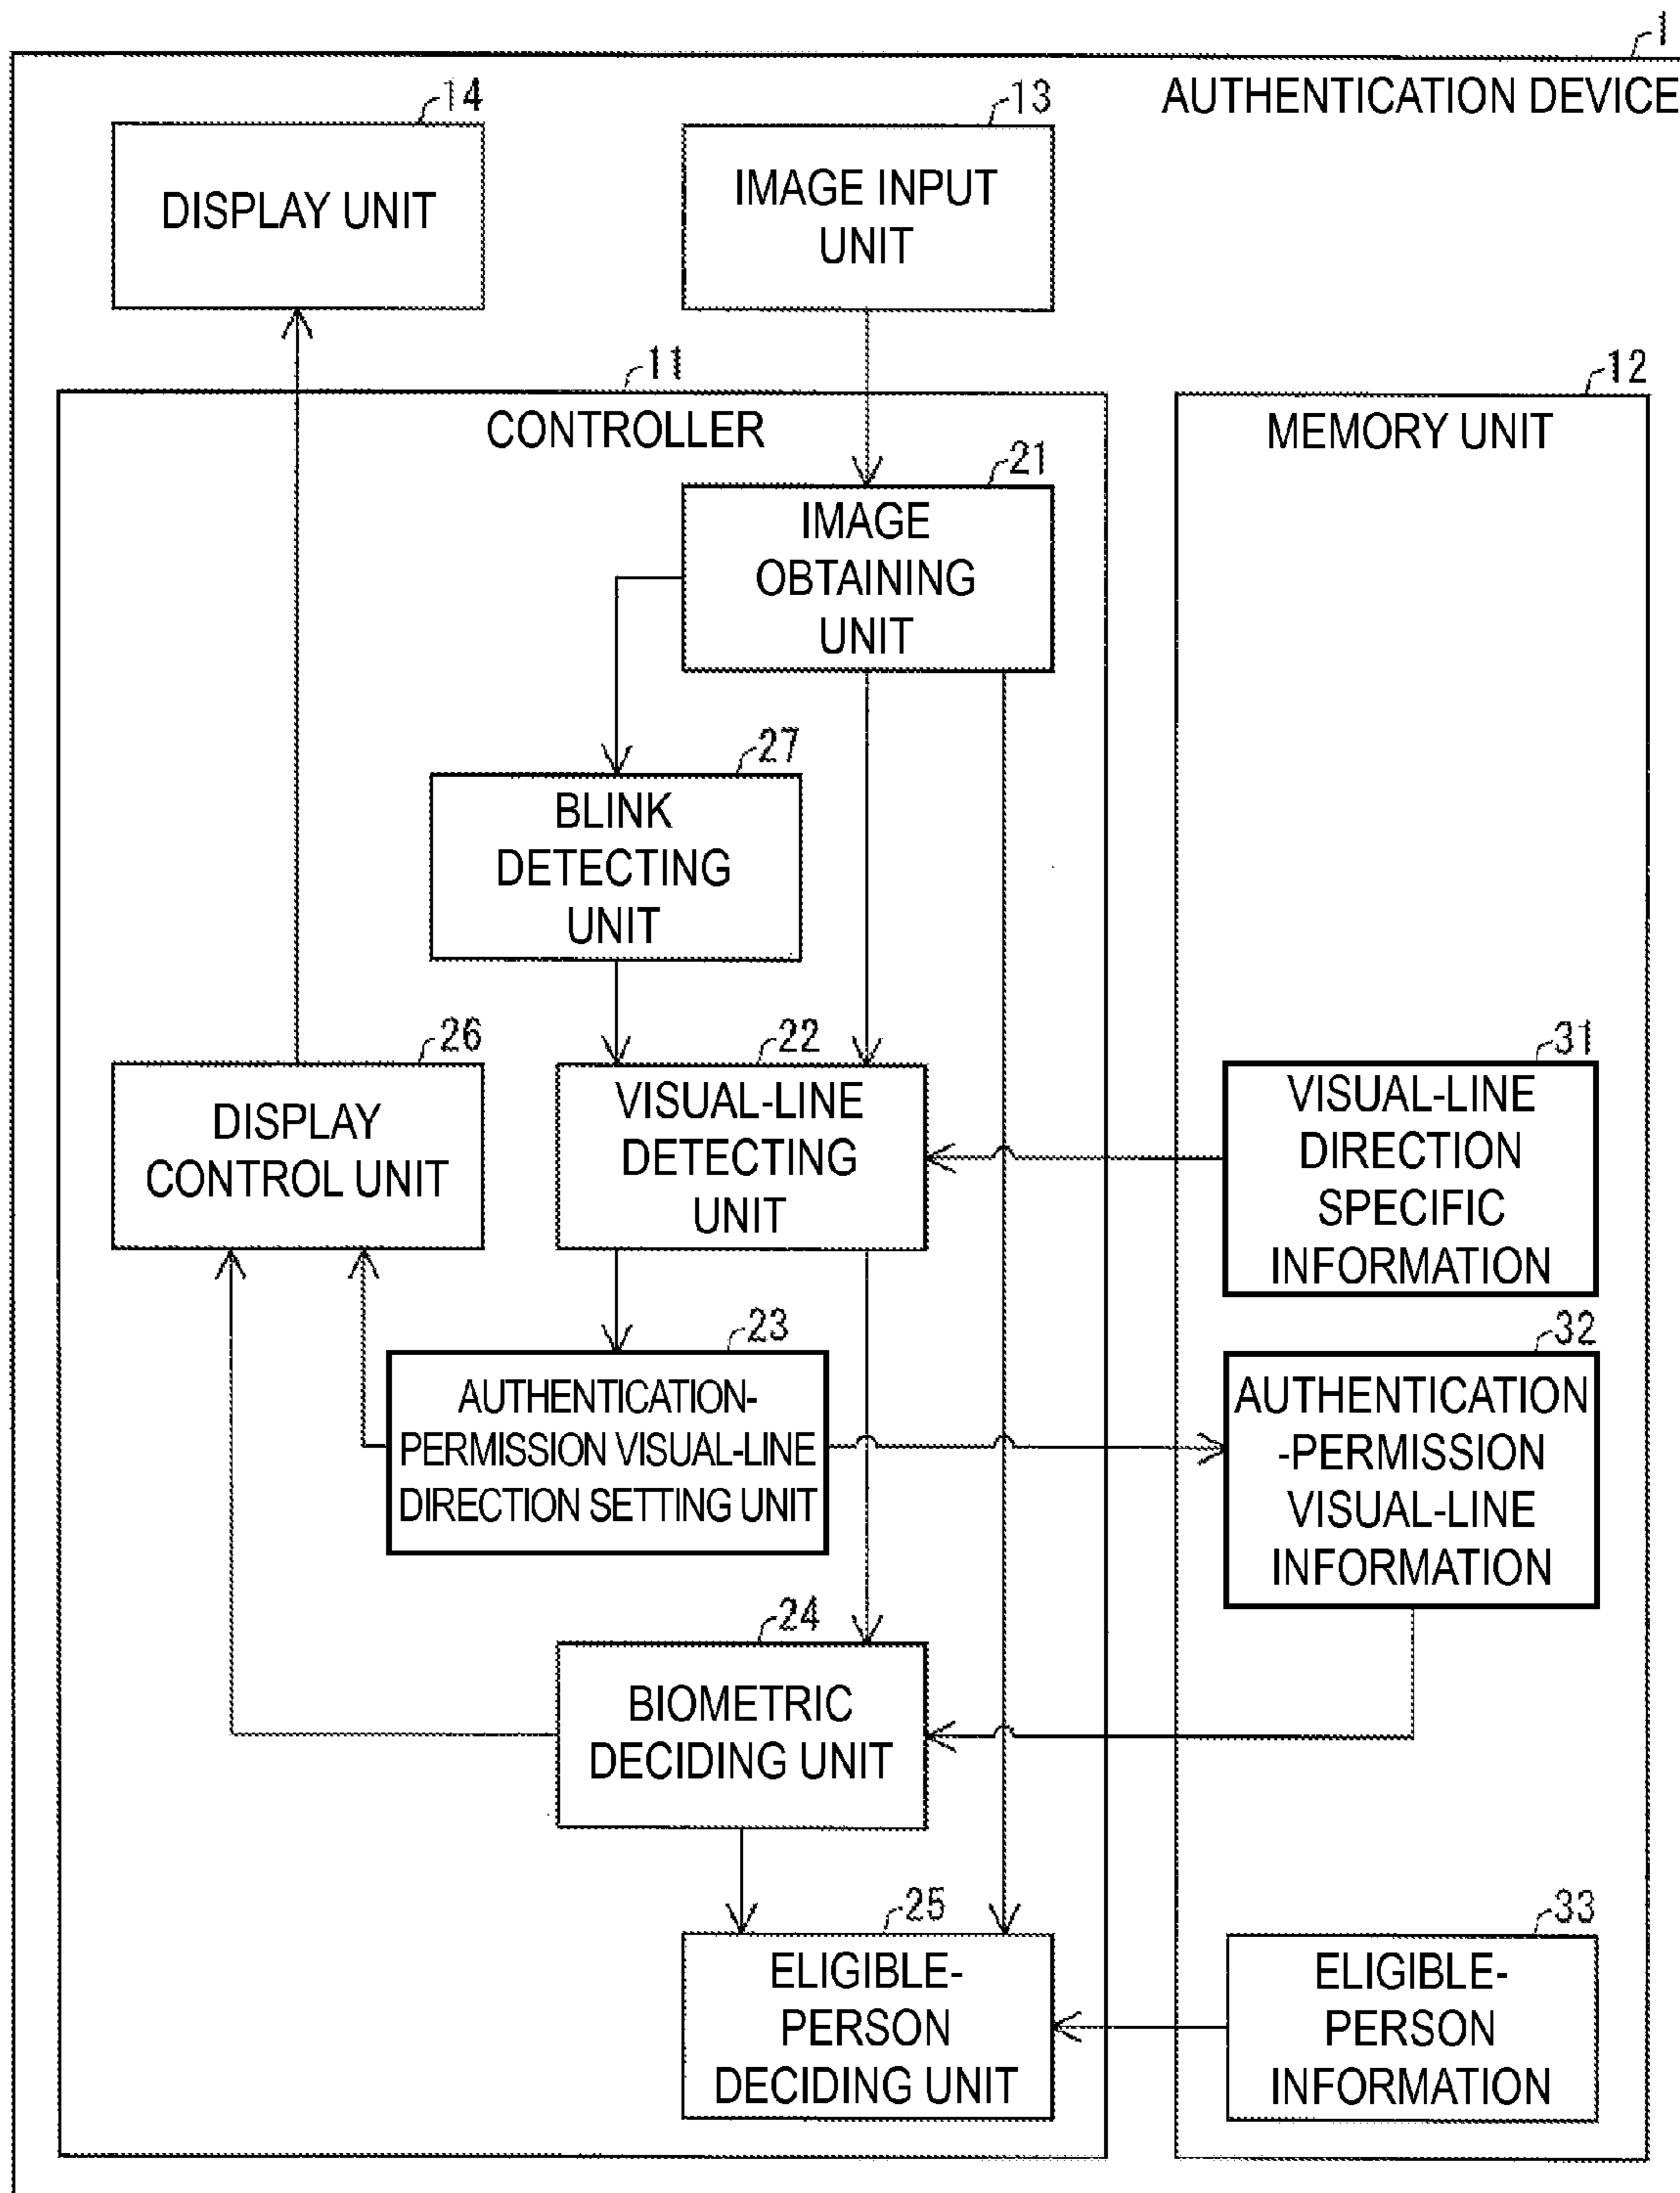 1
AUTHENTICATION DEVICE
14
DISPLAY UNIT
13
IMAGE INPUT
UNIT
11
CONTROLLER
12
MEMORY UNIT
21
IMAGE
OBTAINING
UNIT
27
BLINK
DETECTING
UNIT
26
DISPLAY
CONTROL UNIT
22
VISUAL-LINE
DETECTING
UNIT
31
VISUAL-LINE
DIRECTION
SPECIFIC
INFORMATION
23
AUTHENTICATION-
PERMISSION VISUAL-LINE
DIRECTION SETTING UNIT
32
AUTHENTICATION
-PERMISSION
VISUAL-LINE
INFORMATION
24
BIOMETRIC
DECIDING UNIT
25
ELIGIBLE-
PERSON
DECIDING UNIT
33
ELIGIBLE-
PERSON
INFORMATION